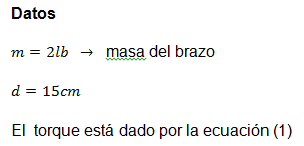 Datos
m = 2lb → masa del brazo
d = 15cm
El torque está dado por la ecuación (1)